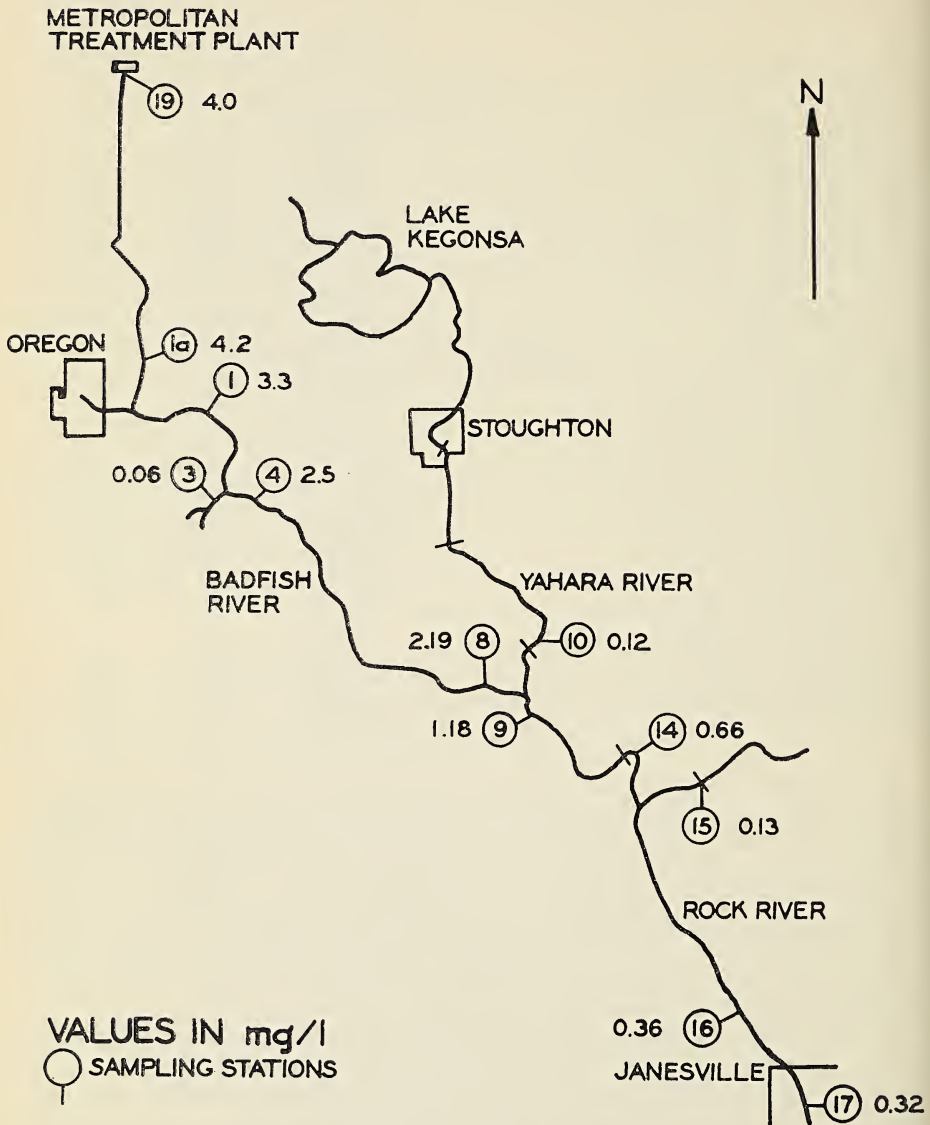 METROPOLITAN
TREATMENT PLANT
19 4.0
N
LAKE
KEGONSA
OREGON
1a 4.2
1 3.3
STOUGHTON
0.06 3
4 2.5
BADFISH
RIVER
YAHARA RIVER
2.19 8
10 0.12
1.18 9
14 0.66
15 0.13
ROCK RIVER
VALUES IN mg/l
SAMPLING STATIONS
0.36 16
JANESVILLE
17 0.32